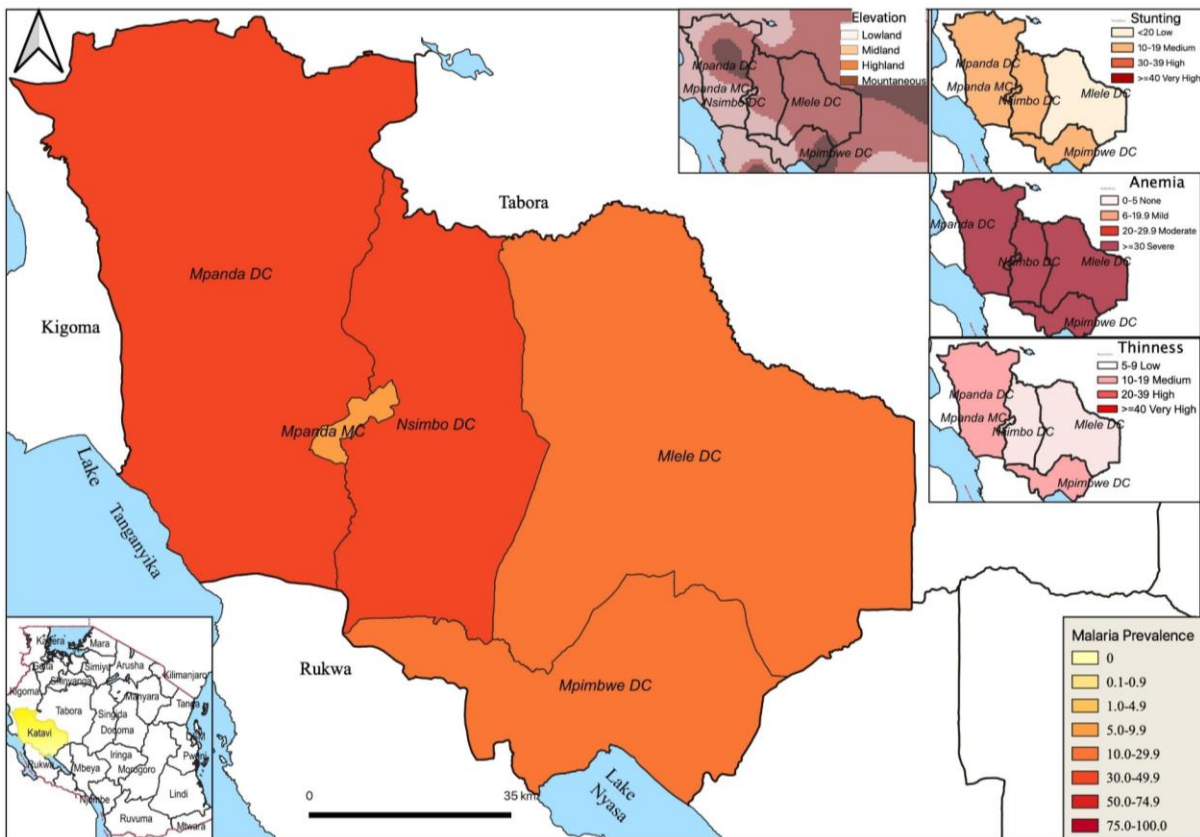 Elevation
Lowland
Midland
Highland
Mountaneous
Mpanda DC
Mpanda MC
Nsimbo DC
Mlele DC
Mpimbwe DC
Stunting
<20 Low
10-19 Medium
30-39 High
>=40 Very High
Mpanda DC
Mpanda MC
Nsimbo DC
Mlele DC
Mpimbwe DC
Anemia
0-5 None
6-19.9 Mild
20-29.9 Moderate
>=30 Severe
Mpanda DC
Nsimbo DC
Mlele DC
Mpimbwe DC
Thinness
5-9 Low
10-19 Medium
20-39 High
>=40 Very High
Mpanda DC
Mpanda MC
Nsimbo DC
Mlele DC
Mpimbwe DC
Tabora
Mpanda DC
Kigoma
Mpanda MC
Nsimbo DC
Mlele DC
Lake
Tanganyika
Rukwa
Mpimbwe DC
Lake
Nyasa
0
35 km
Kagera
Mara
Geita
Simiyu
Arusha
Shinyanga
Kilimanjaro
Kigoma
Manyara
Tanga
Tabora
Singida
Dodoma
Katavi
Pwani
Iringa
Rukwa
Mbeya
Morogoro
Lindi
Njombe
Ruvuma
Mtwara
Malaria Prevalence
0
0.1-0.9
1.0-4.9
5.0-9.9
10.0-29.9
30.0-49.9
50.0-74.9
75.0-100.0